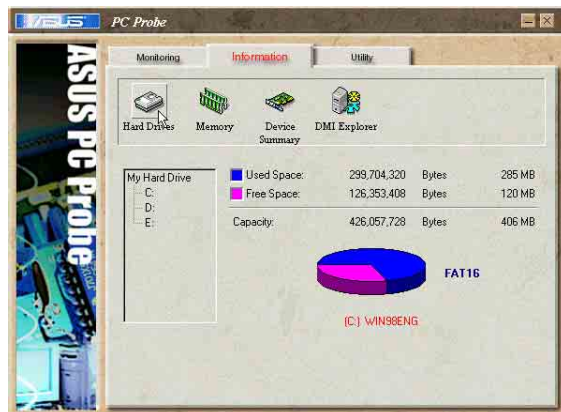 ASUS PC Probe
Monitoring Information Utility
Hard Drives Memory Device Summary DMI Explorer
My Hard Drive
C:
D:
E:
Used Space: 299,704,320 Bytes 285 MB
Free Space: 126,353,408 Bytes 120 MB
Capacity: 426,057,728 Bytes 406 MB
FAT16
(C:) WIN98ENG
ASUS PC Probe